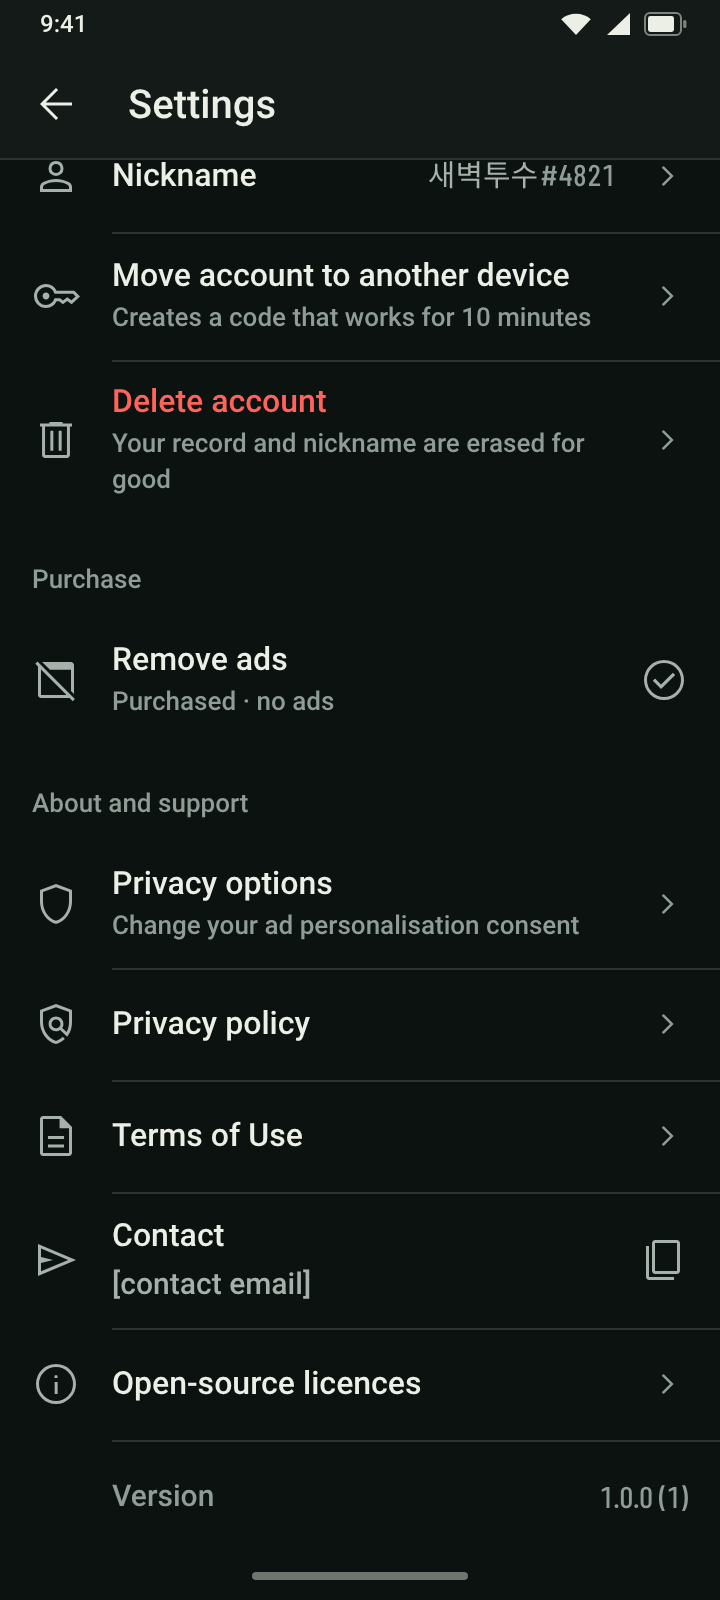 9:41
Settings
Nickname 새벽투수#4821
Move account to another device
Creates a code that works for 10 minutes
Delete account
Your record and nickname are erased for
good
Purchase
Remove ads
Purchased · no ads
About and support
Privacy options
Change your ad personalisation consent
Privacy policy
Terms of Use
Contact
[contact email]
Open-source licences
Version 1.0.0 (1)